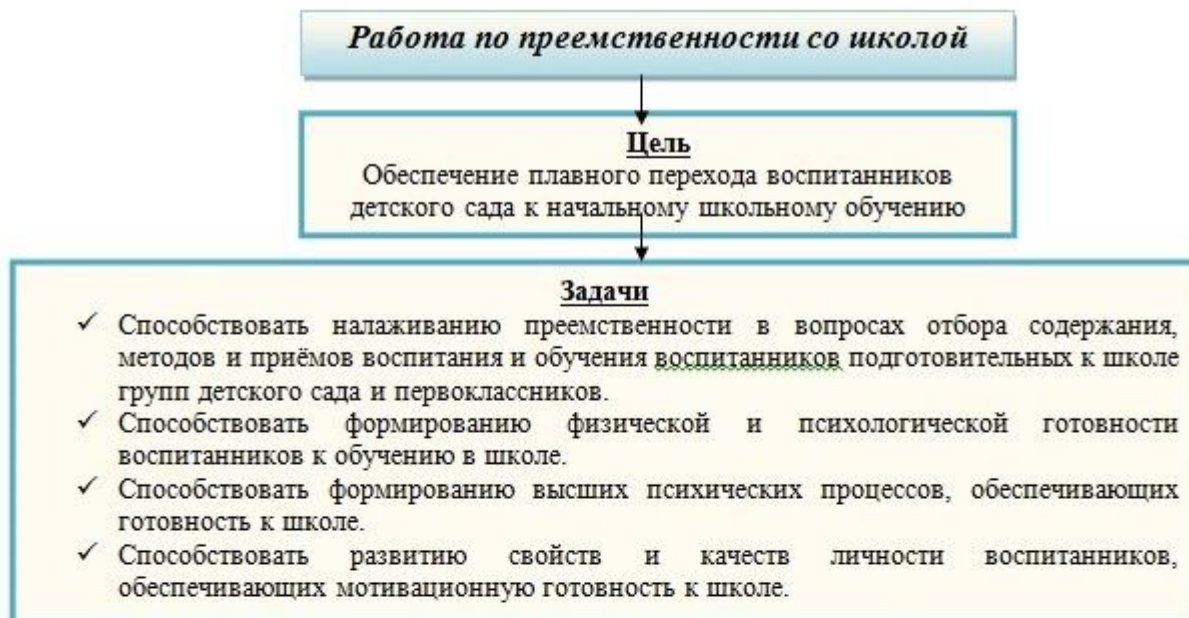 Работа по преемственности со школой
Цель
Обеспечение плавного перехода воспитанников
детского сада к начальному школьному обучению
Задачи
✓ Способствовать налаживанию преемственности в вопросах отбора содержания,
методов и приёмов воспитания и обучения воспитанников подготовительных к школе
групп детского сада и первоклассников.
✓ Способствовать формированию физической и психологической готовности
воспитанников к обучению в школе.
✓ Способствовать формированию высших психических процессов, обеспечивающих
готовность к школе.
✓ Способствовать развитию свойств и качеств личности воспитанников,
обеспечивающих мотивационную готовность к школе.